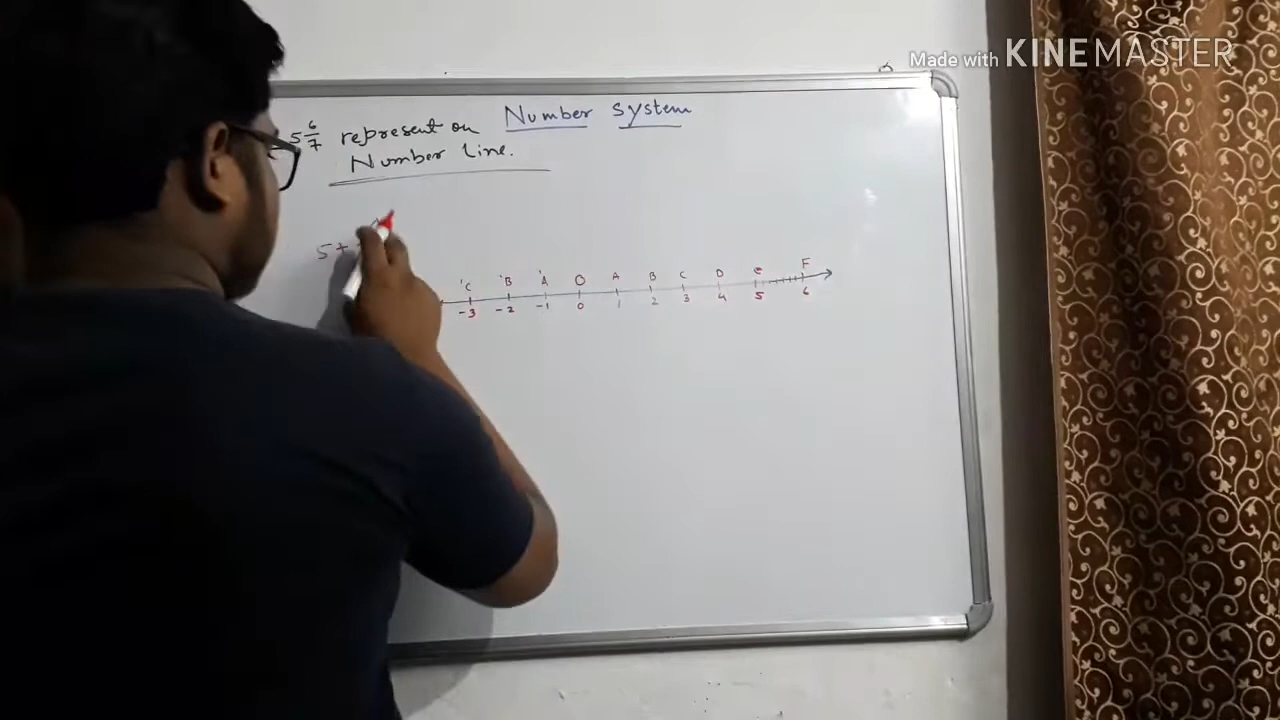 Made with KINEMASTER
Number System
5 6/7 represent on
Number Line.
5+
'C 'B 'A O A B C D e F
-3 -2 -1 0 1 2 3 4 5 6